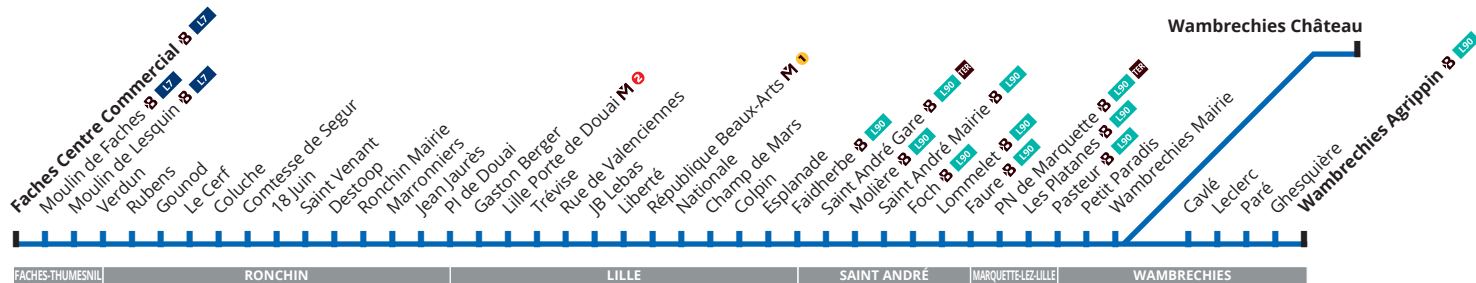 Faches Centre Commercial L7
Moulin de Faches L7
Moulin de Lesquin L7
Verdun
Rubens
Gounod
Le Cerf
Coluche
Comtesse de Segur
18 Juin
Saint Venant
Destoop
Ronchin Mairie
Marronniers
Jean Jaurès
Pl de Douai
Gaston Berger
Lille Porte de Douai M 2
Trévise
Rue de Valenciennes
JB Lebas
Liberté
République Beaux-Arts M 1
Nationale
Champ de Mars
Colpin
Esplanade
Faidherbe L90
Saint André Gare L90 TER
Molière L90
Saint André Mairie L90
Foch L90
Lommelet L90
Faure L90
PN de Marquette L90 TER
Les Platanes L90
Pasteur L90
Petit Paradis
Wambrechies Mairie
Wambrechies Château
Cavlé
Leclerc
Paré
Ghesquière
Wambrechies Agrippin L90
FACHES-THUMESNIL
RONCHIN
LILLE
SAINT ANDRÉ
MARQUETTE-LEZ-LILLE
WAMBRECHIES